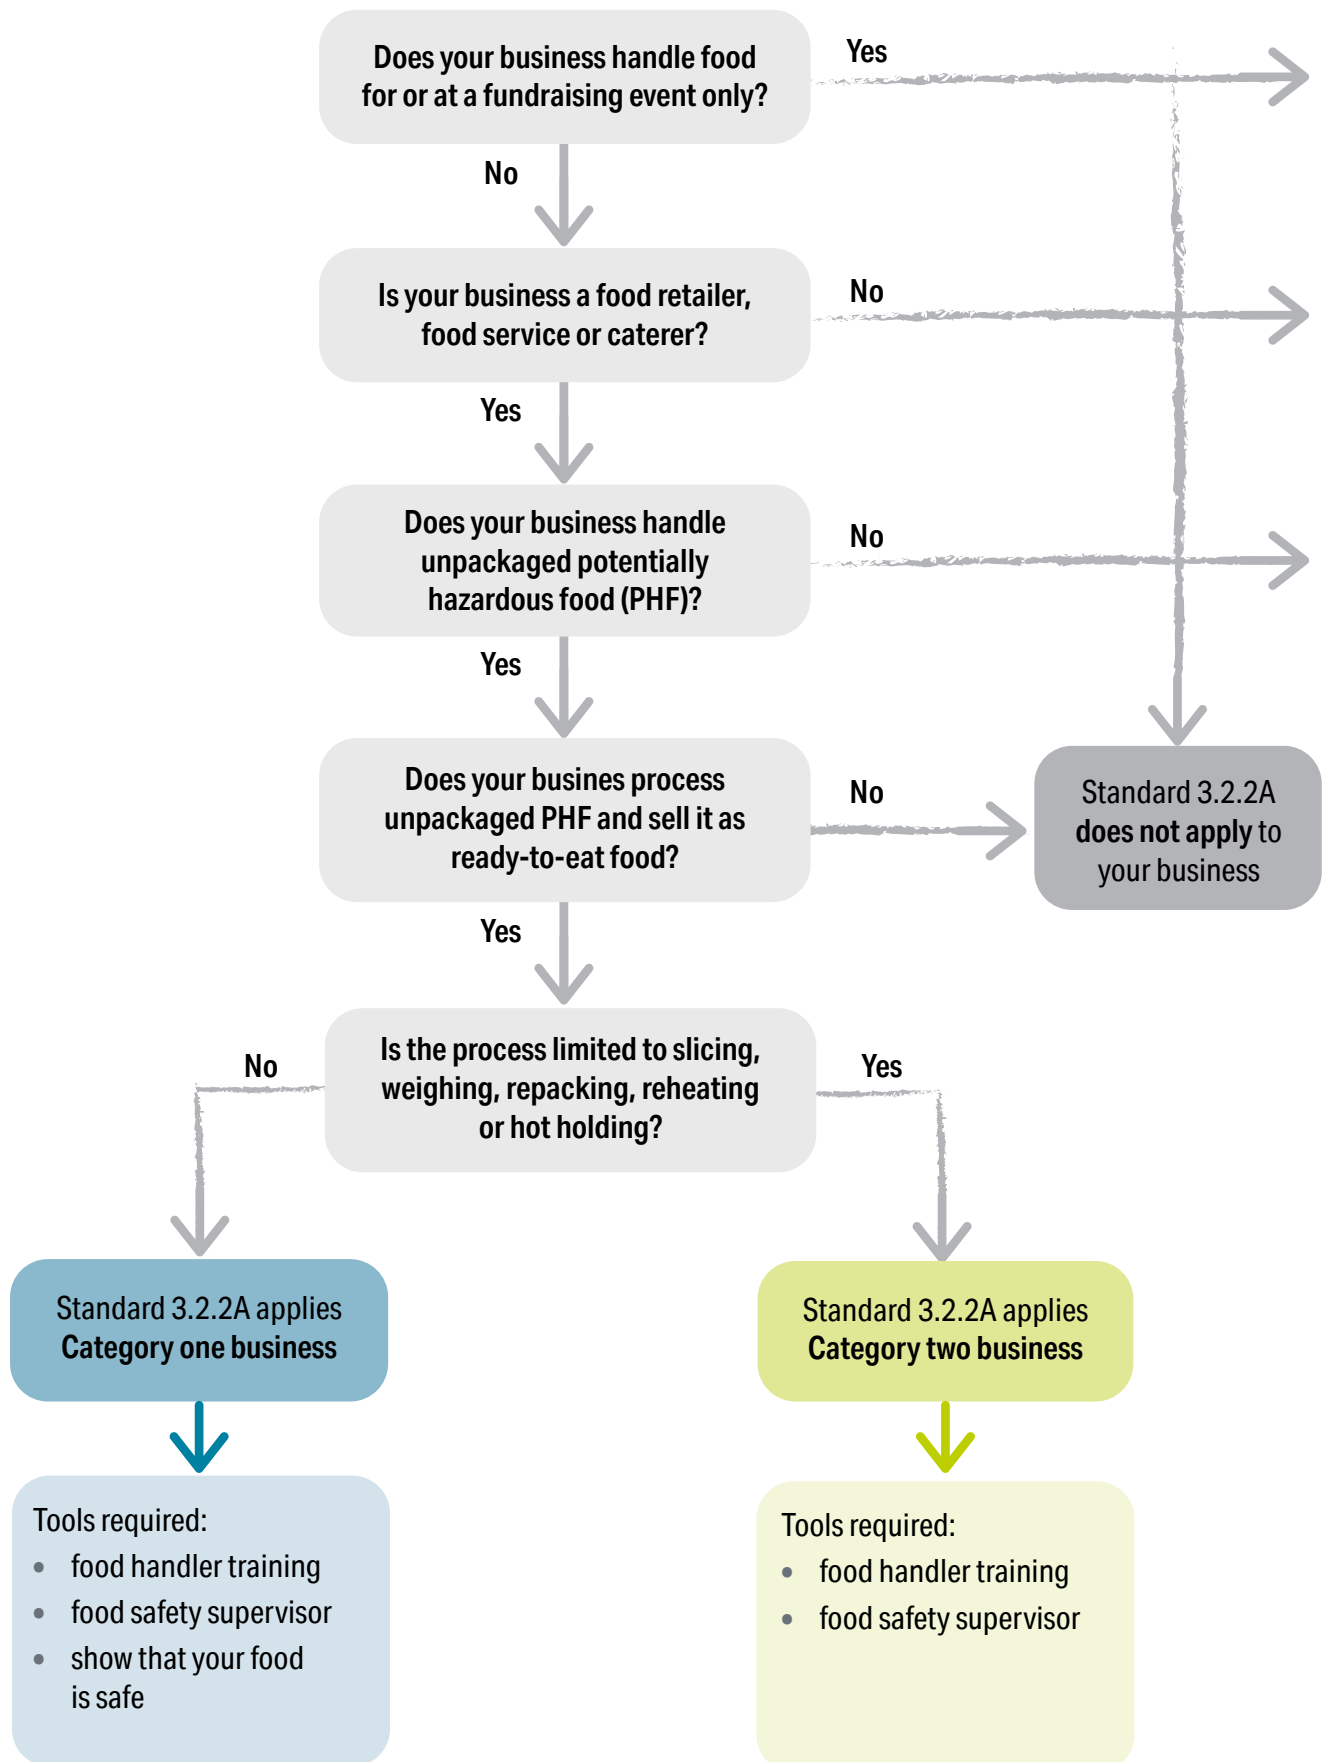 Does your business handle food
for or at a fundraising event only?
Yes
No
Is your business a food retailer,
food service or caterer?
No
Yes
Does your business handle
unpackaged potentially
hazardous food (PHF)?
No
Yes
Does your busines process
unpackaged PHF and sell it as
ready-to-eat food?
No
Standard 3.2.2A
does not apply to
your business
Yes
Is the process limited to slicing,
weighing, repacking, reheating
or hot holding?
No
Yes
Standard 3.2.2A applies
Category one business
Standard 3.2.2A applies
Category two business
Tools required:
• food handler training
• food safety supervisor
• show that your food
is safe
Tools required:
• food handler training
• food safety supervisor